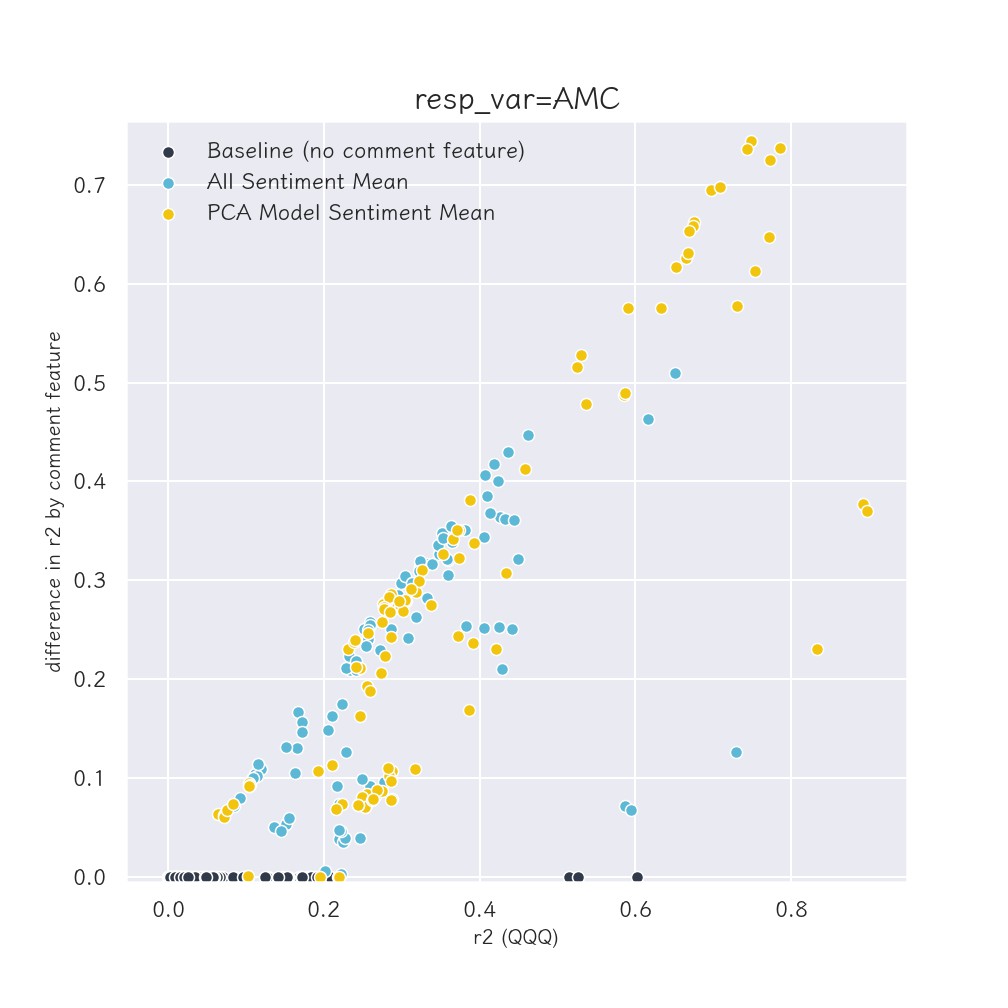 resp_var=AMC
Baseline (no comment feature)
All Sentiment Mean
PCA Model Sentiment Mean
difference in r2 by comment feature
0.7
0.6
0.5
0.4
0.3
0.2
0.1
0.0
0.0 0.2 0.4 0.6 0.8
r2 (QQQ)